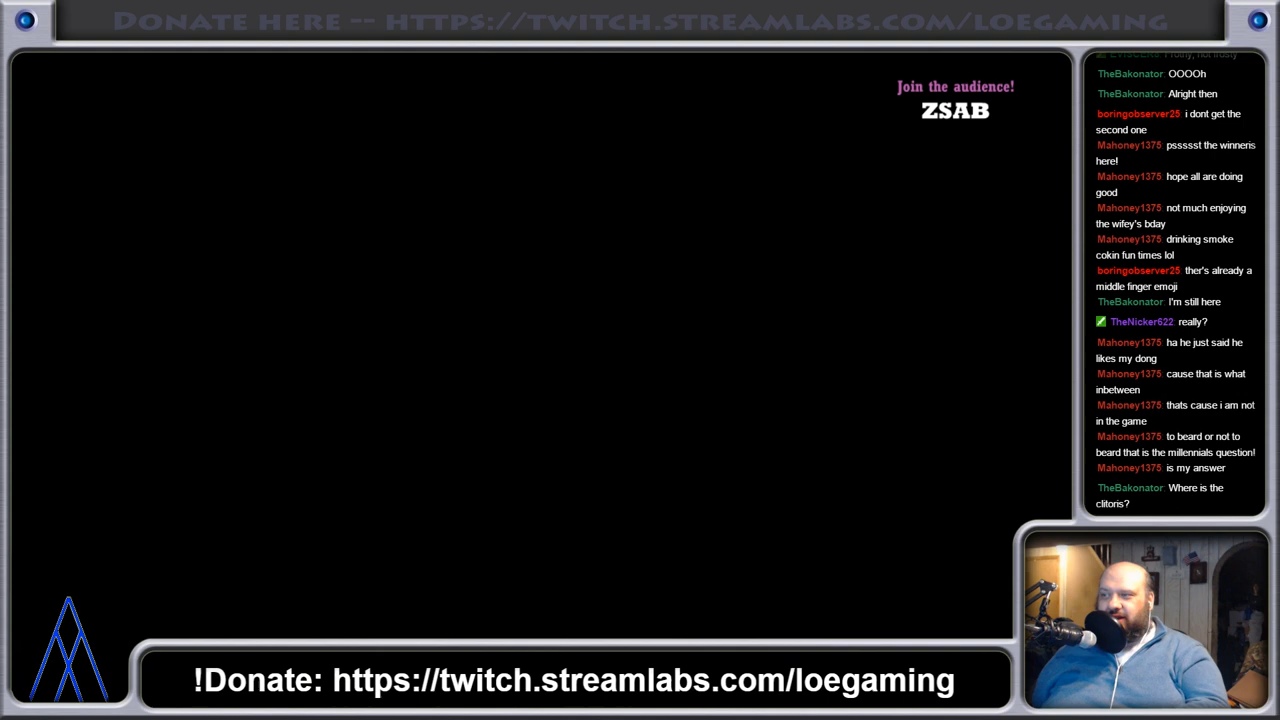 Donate here -- https://twitch.streamlabs.com/loegaming
Join the audience!
ZSAB
Frothy, not frosty
TheBakonator: OOOOh
TheBakonator: Alright then
boringobserver25: i dont get the
second one
Mahoney1375: pssssst the winneris
here!
Mahoney1375: hope all are doing
good
Mahoney1375: not much enjoying
the wifey's bday
Mahoney1375: drinking smoke
cokin fun times lol
boringobserver25: ther's already a
middle finger emoji
TheBakonator: I'm still here
TheNicker622: really?
Mahoney1375: ha he just said he
likes my dong
Mahoney1375: cause that is what
inbetween
Mahoney1375: thats cause i am not
in the game
Mahoney1375: to beard or not to
beard that is the millennials question!
Mahoney1375: is my answer
TheBakonator: Where is the
clitoris?
!Donate: https://twitch.streamlabs.com/loegaming